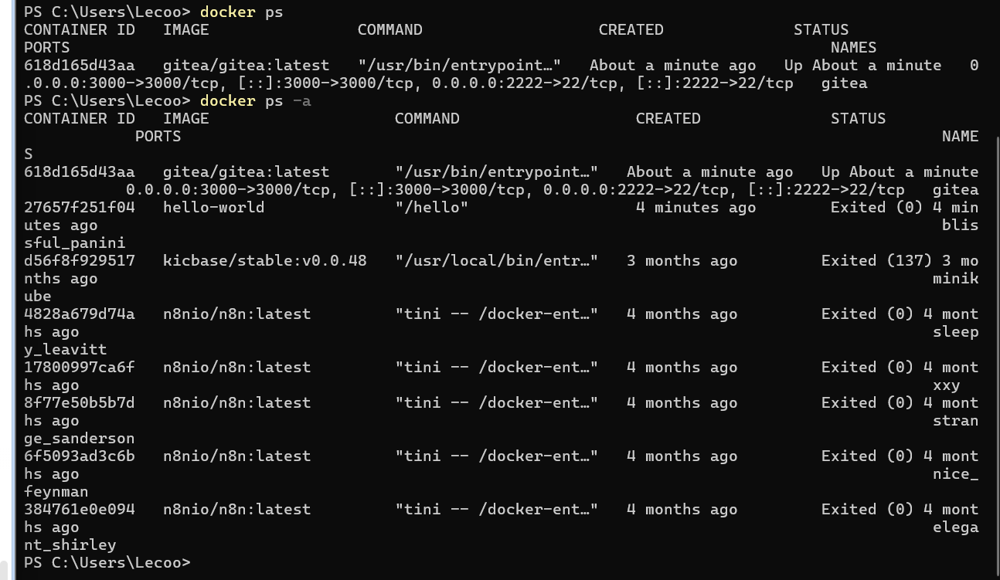 PS C:\Users\Lecoo> docker ps
CONTAINER ID   IMAGE                COMMAND                   CREATED              STATUS
PORTS                                                                                  NAMES
618d165d43aa   gitea/gitea:latest   "/usr/bin/entrypoint…"   About a minute ago   Up About a minute   0
.0.0.0:3000->3000/tcp, [::]:3000->3000/tcp, 0.0.0.0:2222->22/tcp, [::]:2222->22/tcp   gitea
PS C:\Users\Lecoo> docker ps -a
CONTAINER ID   IMAGE                    COMMAND                   CREATED              STATUS
            PORTS                                                                                  NAME
S
618d165d43aa   gitea/gitea:latest       "/usr/bin/entrypoint…"   About a minute ago   Up About a minute
           0.0.0.0:3000->3000/tcp, [::]:3000->3000/tcp, 0.0.0.0:2222->22/tcp, [::]:2222->22/tcp   gitea
27657f251f04   hello-world              "/hello"                  4 minutes ago        Exited (0) 4 min
utes ago                                                                                           blis
sful_panini
d56f8f929517   kicbase/stable:v0.0.48   "/usr/local/bin/entr…"   3 months ago         Exited (137) 3 mo
nths ago                                                                                          minik
ube
4828a679d74a   n8nio/n8n:latest         "tini -- /docker-ent…"   4 months ago         Exited (0) 4 mont
hs ago                                                                                            sleep
y_leavitt
17800997ca6f   n8nio/n8n:latest         "tini -- /docker-ent…"   4 months ago         Exited (0) 4 mont
hs ago                                                                                            xxy
8f77e50b5b7d   n8nio/n8n:latest         "tini -- /docker-ent…"   4 months ago         Exited (0) 4 mont
hs ago                                                                                            stran
ge_sanderson
6f5093ad3c6b   n8nio/n8n:latest         "tini -- /docker-ent…"   4 months ago         Exited (0) 4 mont
hs ago                                                                                            nice_
feynman
384761e0e094   n8nio/n8n:latest         "tini -- /docker-ent…"   4 months ago         Exited (0) 4 mont
hs ago                                                                                            elega
nt_shirley
PS C:\Users\Lecoo>